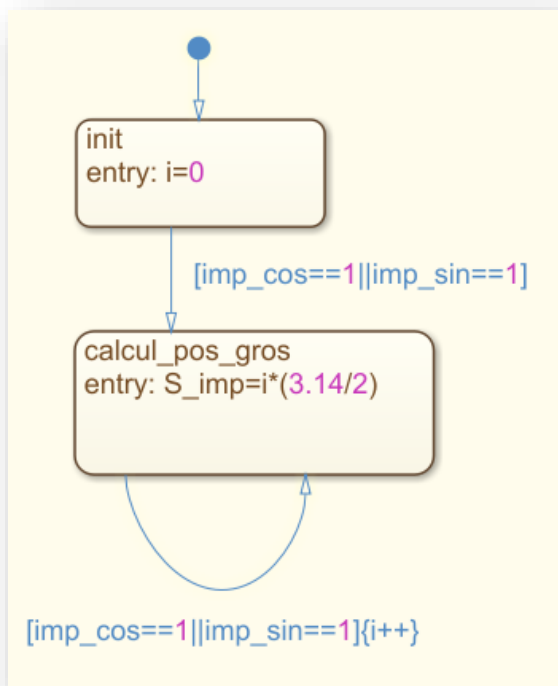 init
entry: i=0
[imp_cos==1||imp_sin==1]
calcul_pos_gros
entry: S_imp=i*(3.14/2)
[imp_cos==1||imp_sin==1]{i++}